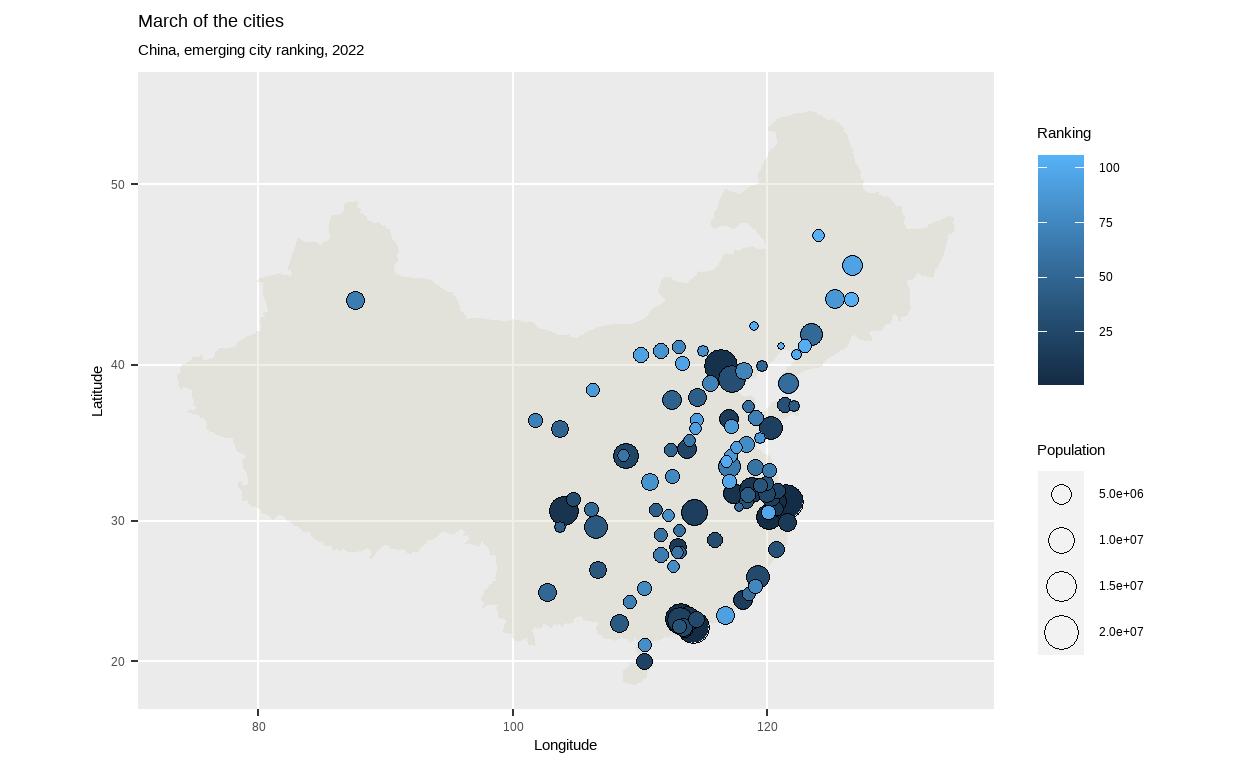 March of the cities
China, emerging city ranking, 2022
50
40
30
20
Latitude
80
100
120
Longitude
Ranking
100
75
50
25
Population
5.0e+06
1.0e+07
1.5e+07
2.0e+07